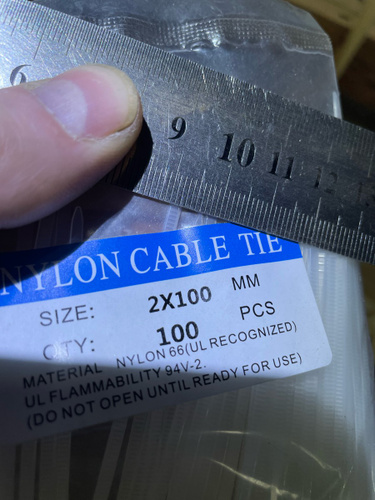 6 9 10 11 12
NYLON CABLE TIE
SIZE: 2X100 MM
QTY: 100 PCS
MATERIAL NYLON 66(UL RECOGNIZED)
UL FLAMMABILITY 94V-2.
(DO NOT OPEN UNTIL READY FOR USE)